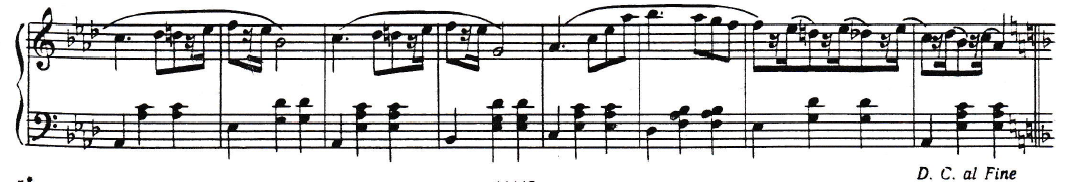 D. C. al Fine